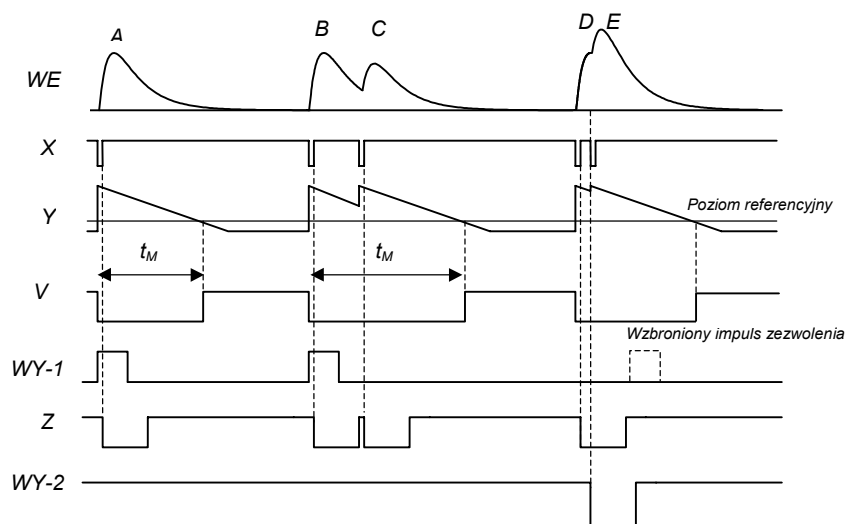 A B C D E
WE
X
Y Poziom referencyjny
tM tM
V
Wzbroniony impuls zezwolenia
WY-1
Z
WY-2